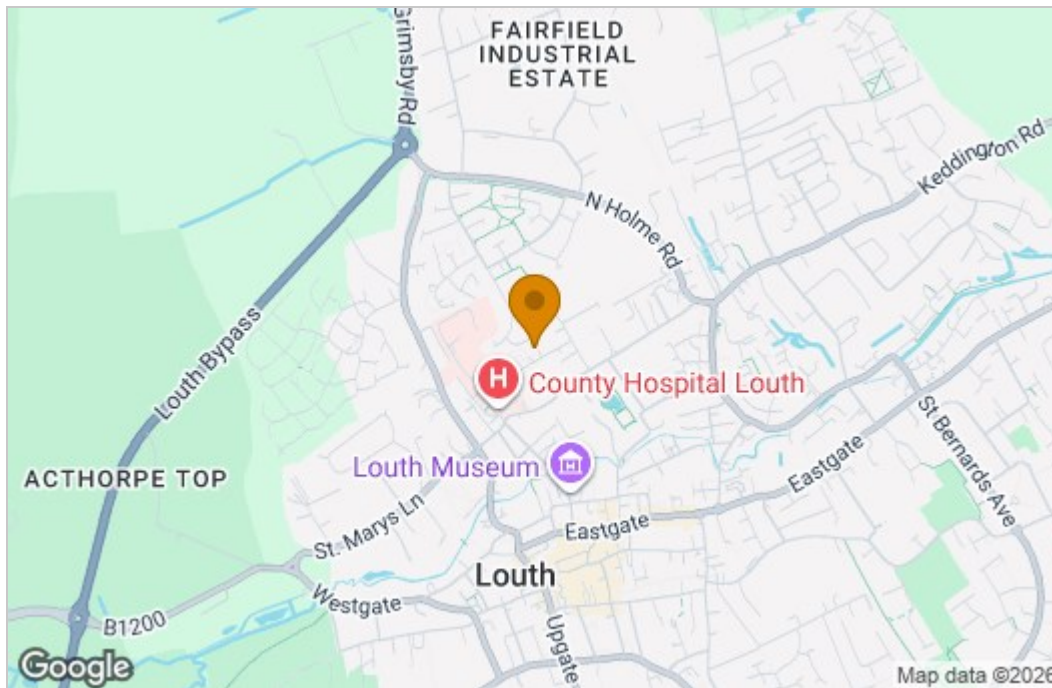 Grimsby Rd
FAIRFIELD
INDUSTRIAL
ESTATE
Keddington Rd
N Holme Rd
Louth Bypass
H
County Hospital Louth
St Bernards Ave
Louth Museum
Eastgate
ACTHORPE TOP
St. Marys Ln
Eastgate
Louth
Westgate
B1200
Upgate
Google
Map data ©2026